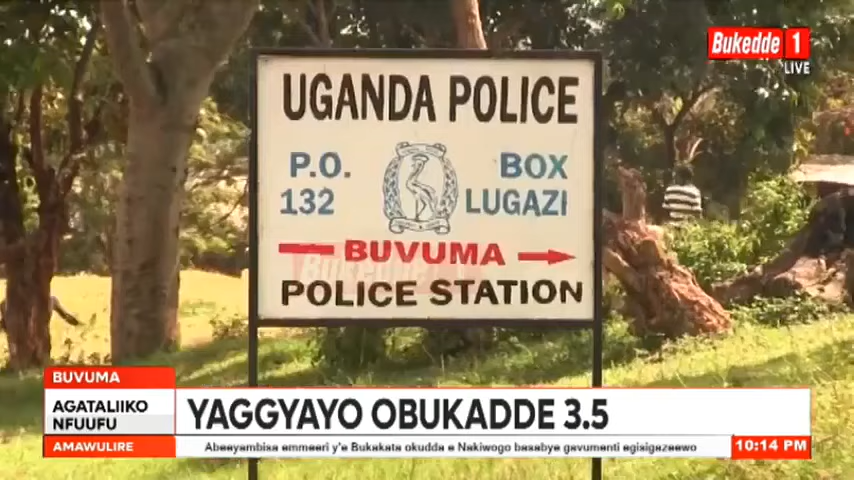 Bukedde 1
LIVE
UGANDA POLICE
P.O. BOX
132 LUGAZI
BUVUMA
POLICE STATION
BUVUMA
AGATALIIKO
NFUUFU
YAGGYAYO OBUKADDE 3.5
AMAWULIRE
Abeeyambisa emmeeri y'e Bukakata okudda e Nakiwogo basabye gavumenti egisigazeewo
10:14 PM